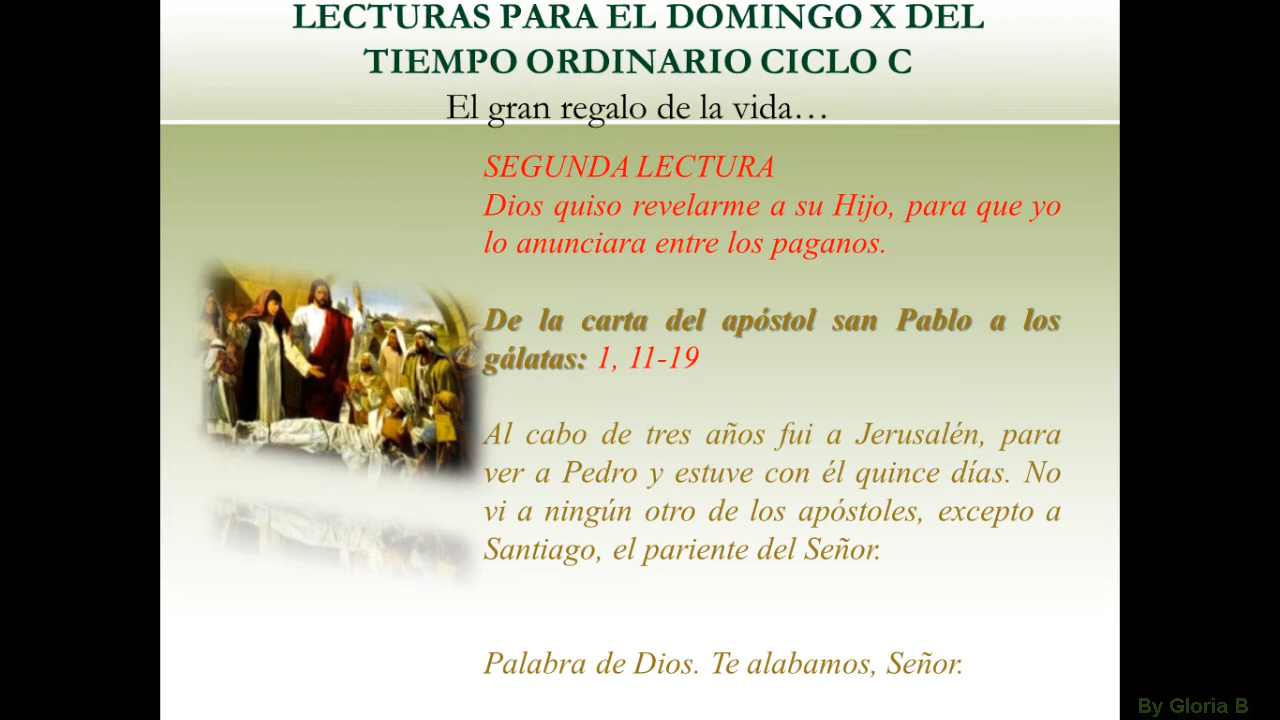 LECTURAS PARA EL DOMINGO X DEL
TIEMPO ORDINARIO CICLO C
El gran regalo de la vida…
SEGUNDA LECTURA
Dios quiso revelarme a su Hijo, para que yo
lo anunciara entre los paganos.
De la carta del apóstol san Pablo a los
gálatas: 1, 11-19
Al cabo de tres años fui a Jerusalén, para
ver a Pedro y estuve con él quince días. No
vi a ningún otro de los apóstoles, excepto a
Santiago, el pariente del Señor.
Palabra de Dios. Te alabamos, Señor.
By Gloria B